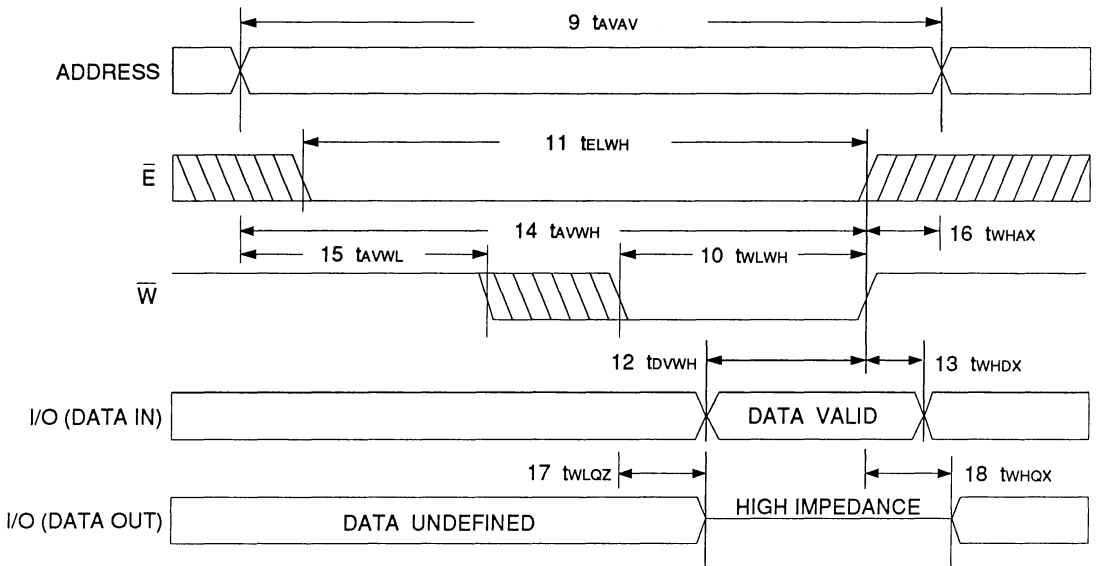 9 tAVAV
ADDRESS
11 tELWH
E̅
14 tAVWH
16 tWHAX
15 tAVWL
10 tWLWH
W̅
12 tDVWH
13 tWHDX
I/O (DATA IN)
DATA VALID
17 tWLQZ
18 tWHQX
I/O (DATA OUT)
DATA UNDEFINED
HIGH IMPEDANCE